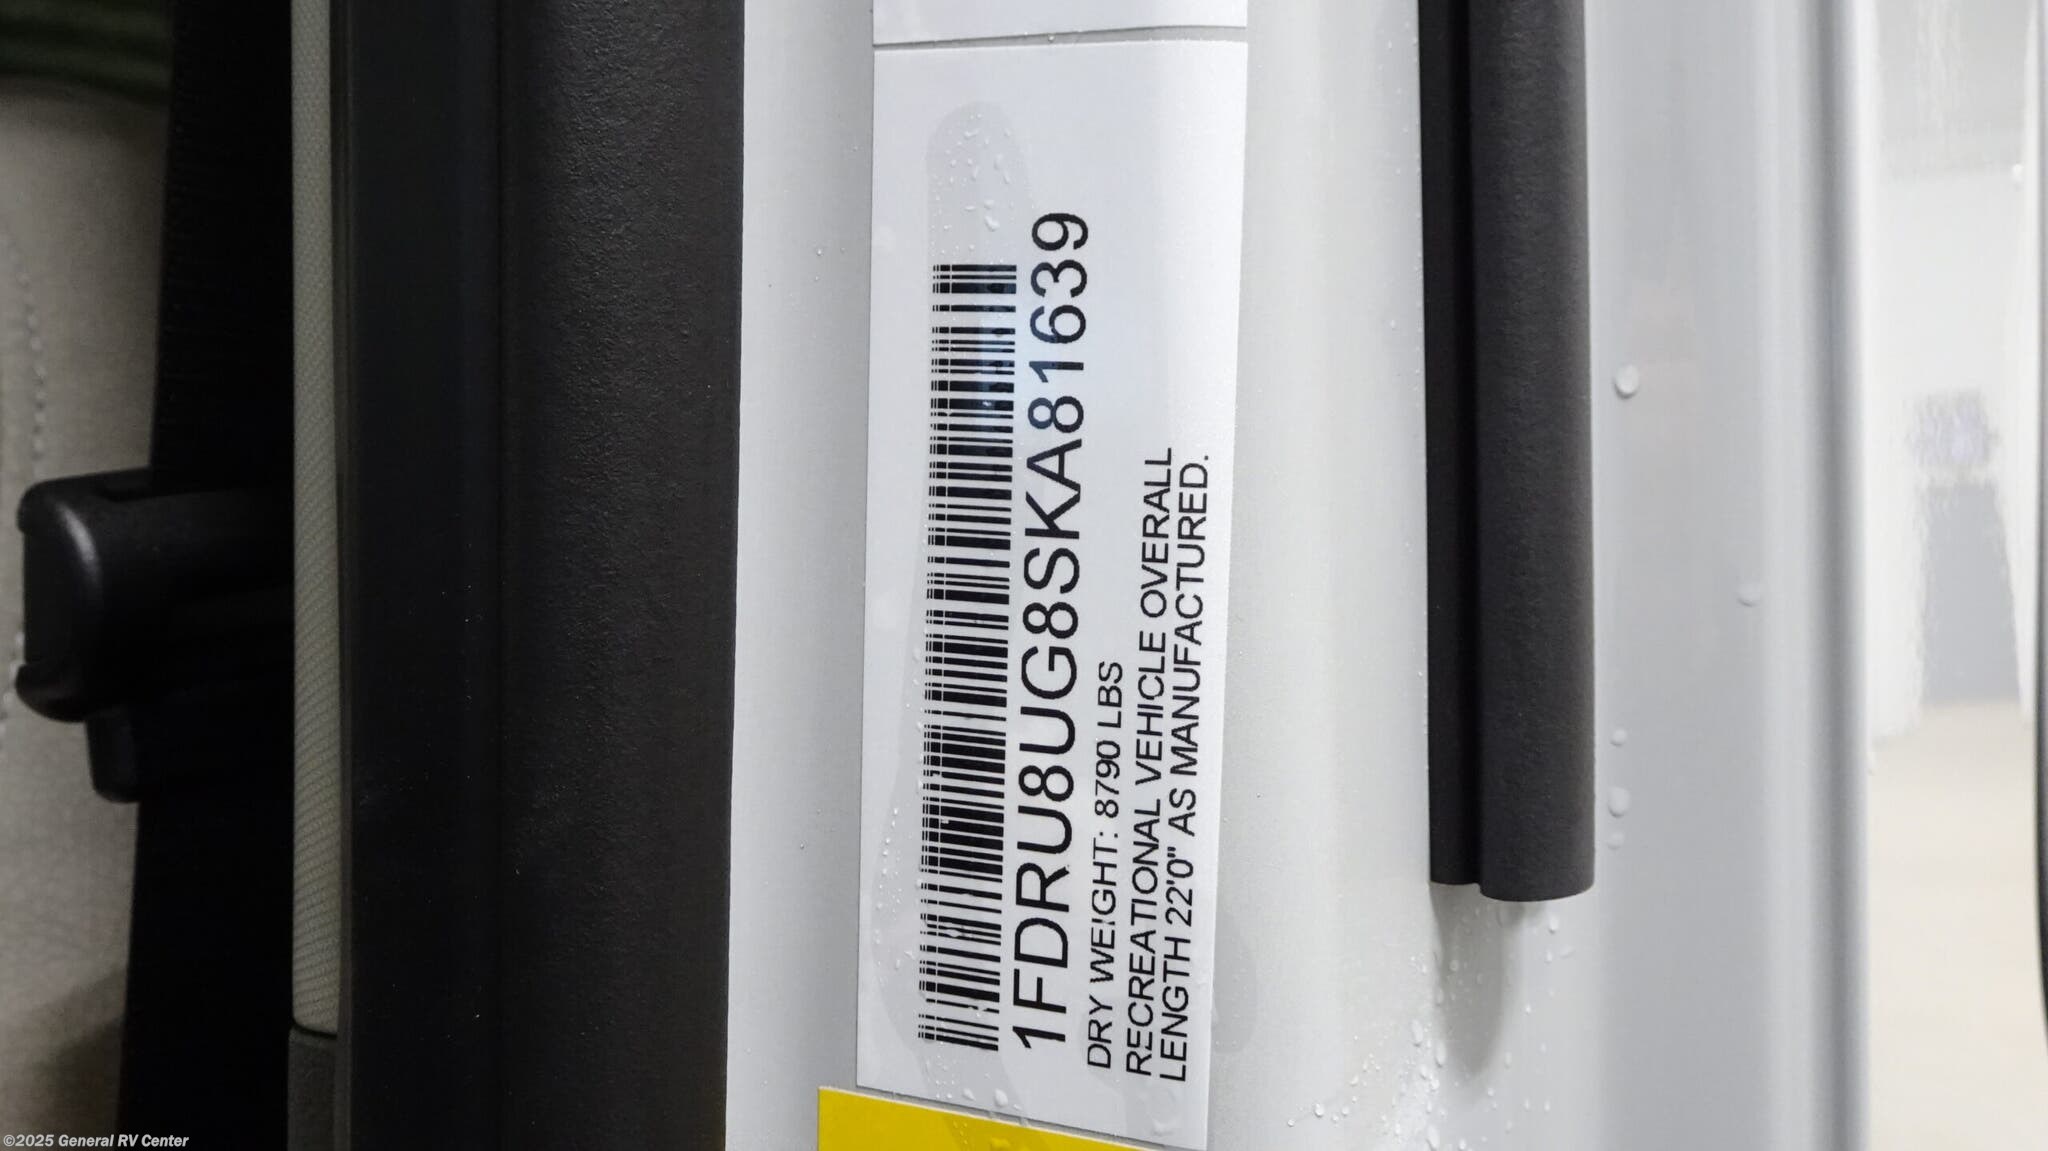 1FDRU8UG8SKA81639
DRY WEIGHT: 8790 LBS
RECREATIONAL VEHICLE OVERALL
LENGTH 22'0" AS MANUFACTURED.
©2025 General RV Center